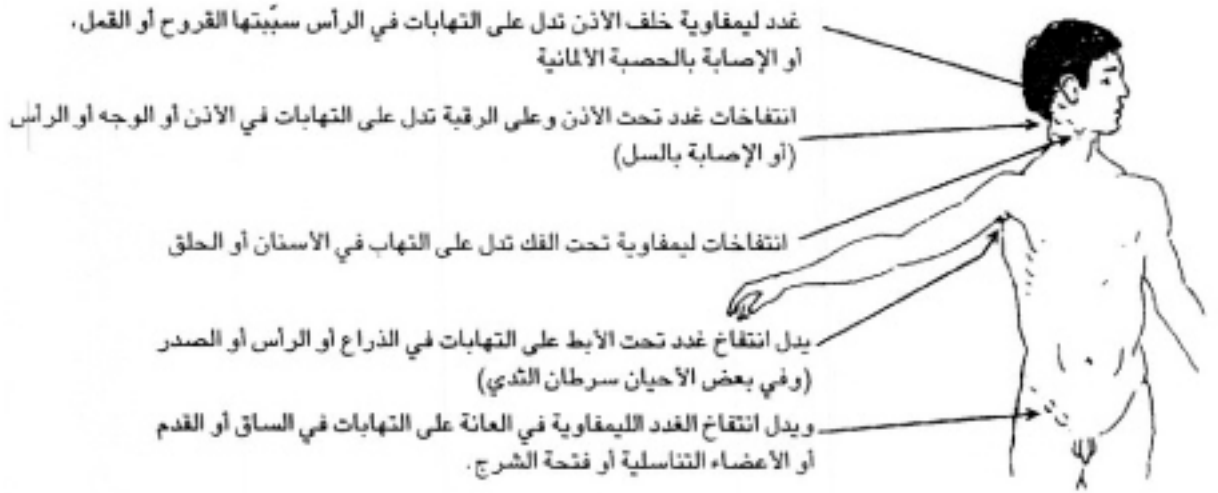 غدد ليمفاوية خلف الأذن تدل على التهابات في الرأس سبّبتها القروح أو القمل،
أو الإصابة بالحصبة الألمانية
انتفاخات غدد تحت الأذن وعلى الرقبة تدل على التهابات في الأذن أو الوجه أو الرأس
(أو الإصابة بالسل)
انتفاخات ليمفاوية تحت الفك تدل على التهاب في الأسنان أو الحلق
يدل انتفاخ غدد تحت الأبط على التهابات في الذراع أو الرأس أو الصدر
(وفي بعض الأحيان سرطان الثدي)
ويدل انتفاخ الغدد الليمفاوية في العانة على التهابات في الساق أو القدم
أو الأعضاء التناسلية أو فتحة الشرج.